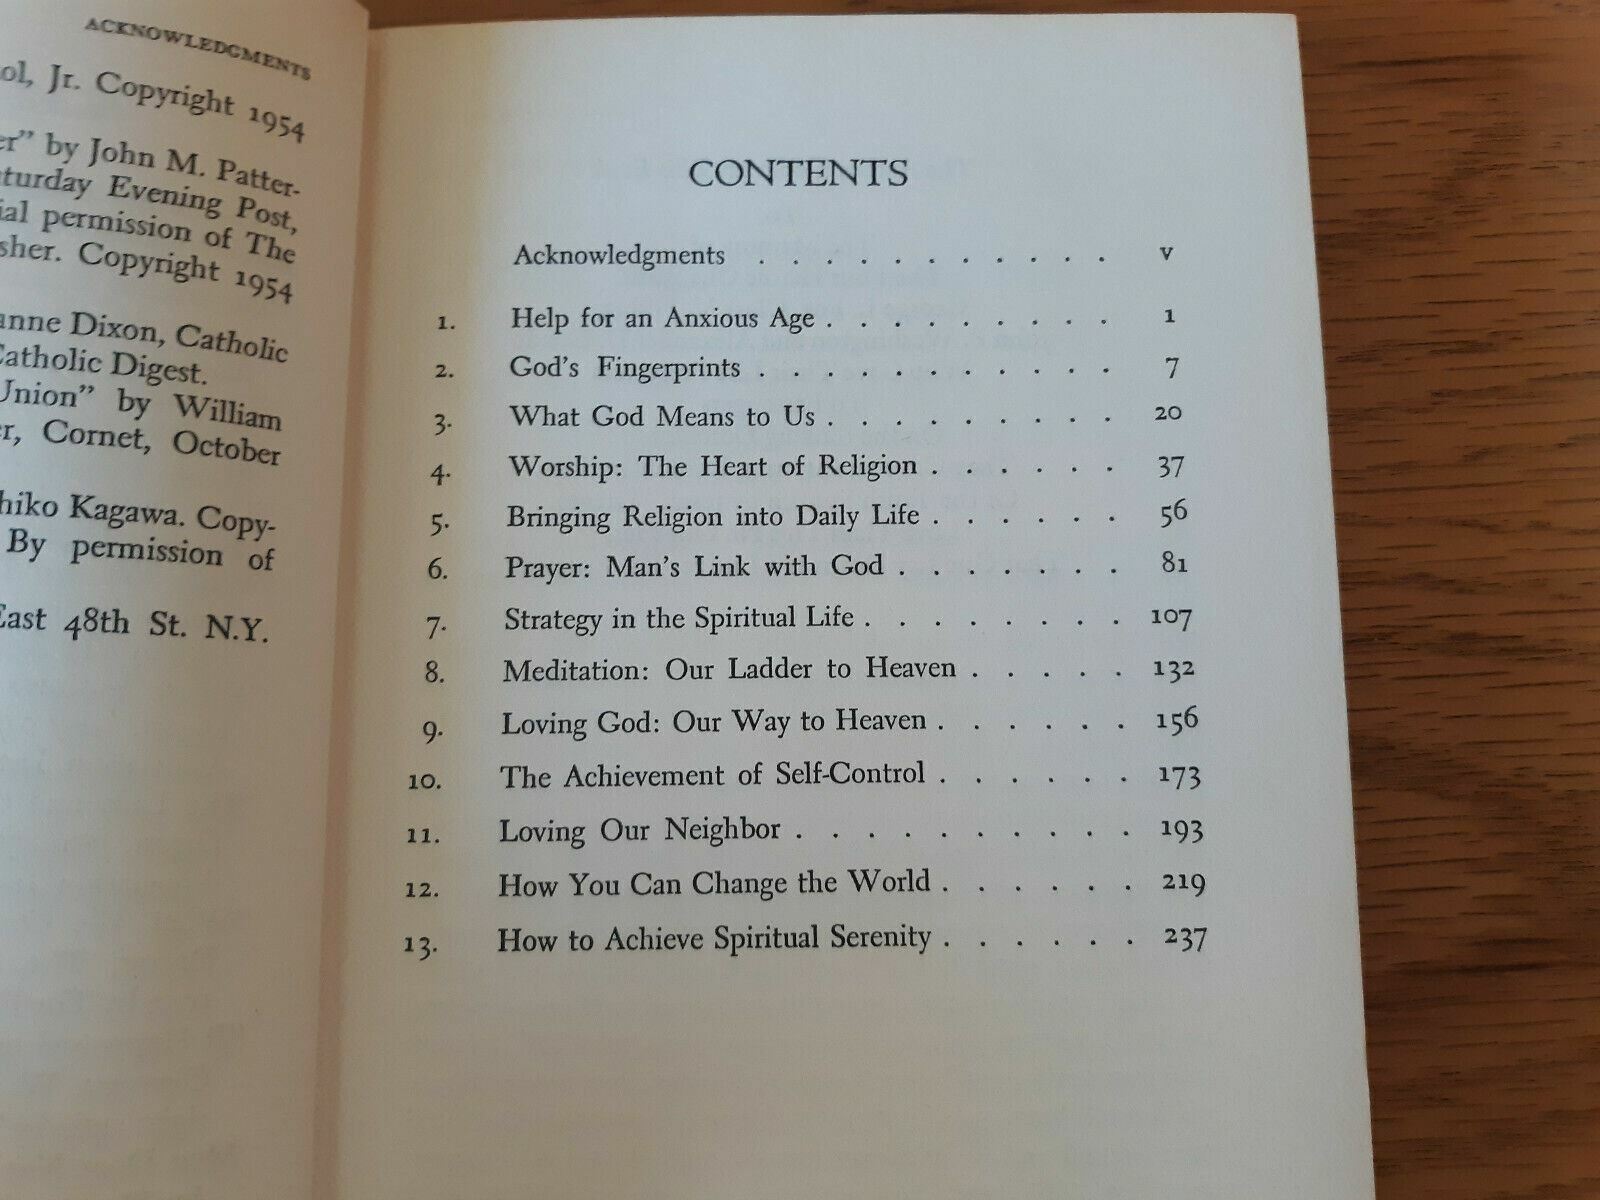 ACKNOWLEDGMENTS
ol, Jr. Copyright 1954
er" by John M. Patter-
aturday Evening Post,
ial permission of The
sher. Copyright 1954
anne Dixon, Catholic
Catholic Digest.
Union" by William
er, Cornet, October
hiko Kagawa. Copy-
By permission of
East 48th St. N.Y.
CONTENTS
Acknowledgments . . . . . . . . . . . v
1. Help for an Anxious Age . . . . . . . . . 1
2. God's Fingerprints . . . . . . . . . . . 7
3. What God Means to Us . . . . . . . . . 20
4. Worship: The Heart of Religion . . . . . . 37
5. Bringing Religion into Daily Life . . . . . . 56
6. Prayer: Man's Link with God . . . . . . . 81
7. Strategy in the Spiritual Life . . . . . . . . 107
8. Meditation: Our Ladder to Heaven . . . . . 132
9. Loving God: Our Way to Heaven . . . . . . 156
10. The Achievement of Self-Control . . . . . . 173
11. Loving Our Neighbor . . . . . . . . . . 193
12. How You Can Change the World . . . . . . 219
13. How to Achieve Spiritual Serenity . . . . . . 237